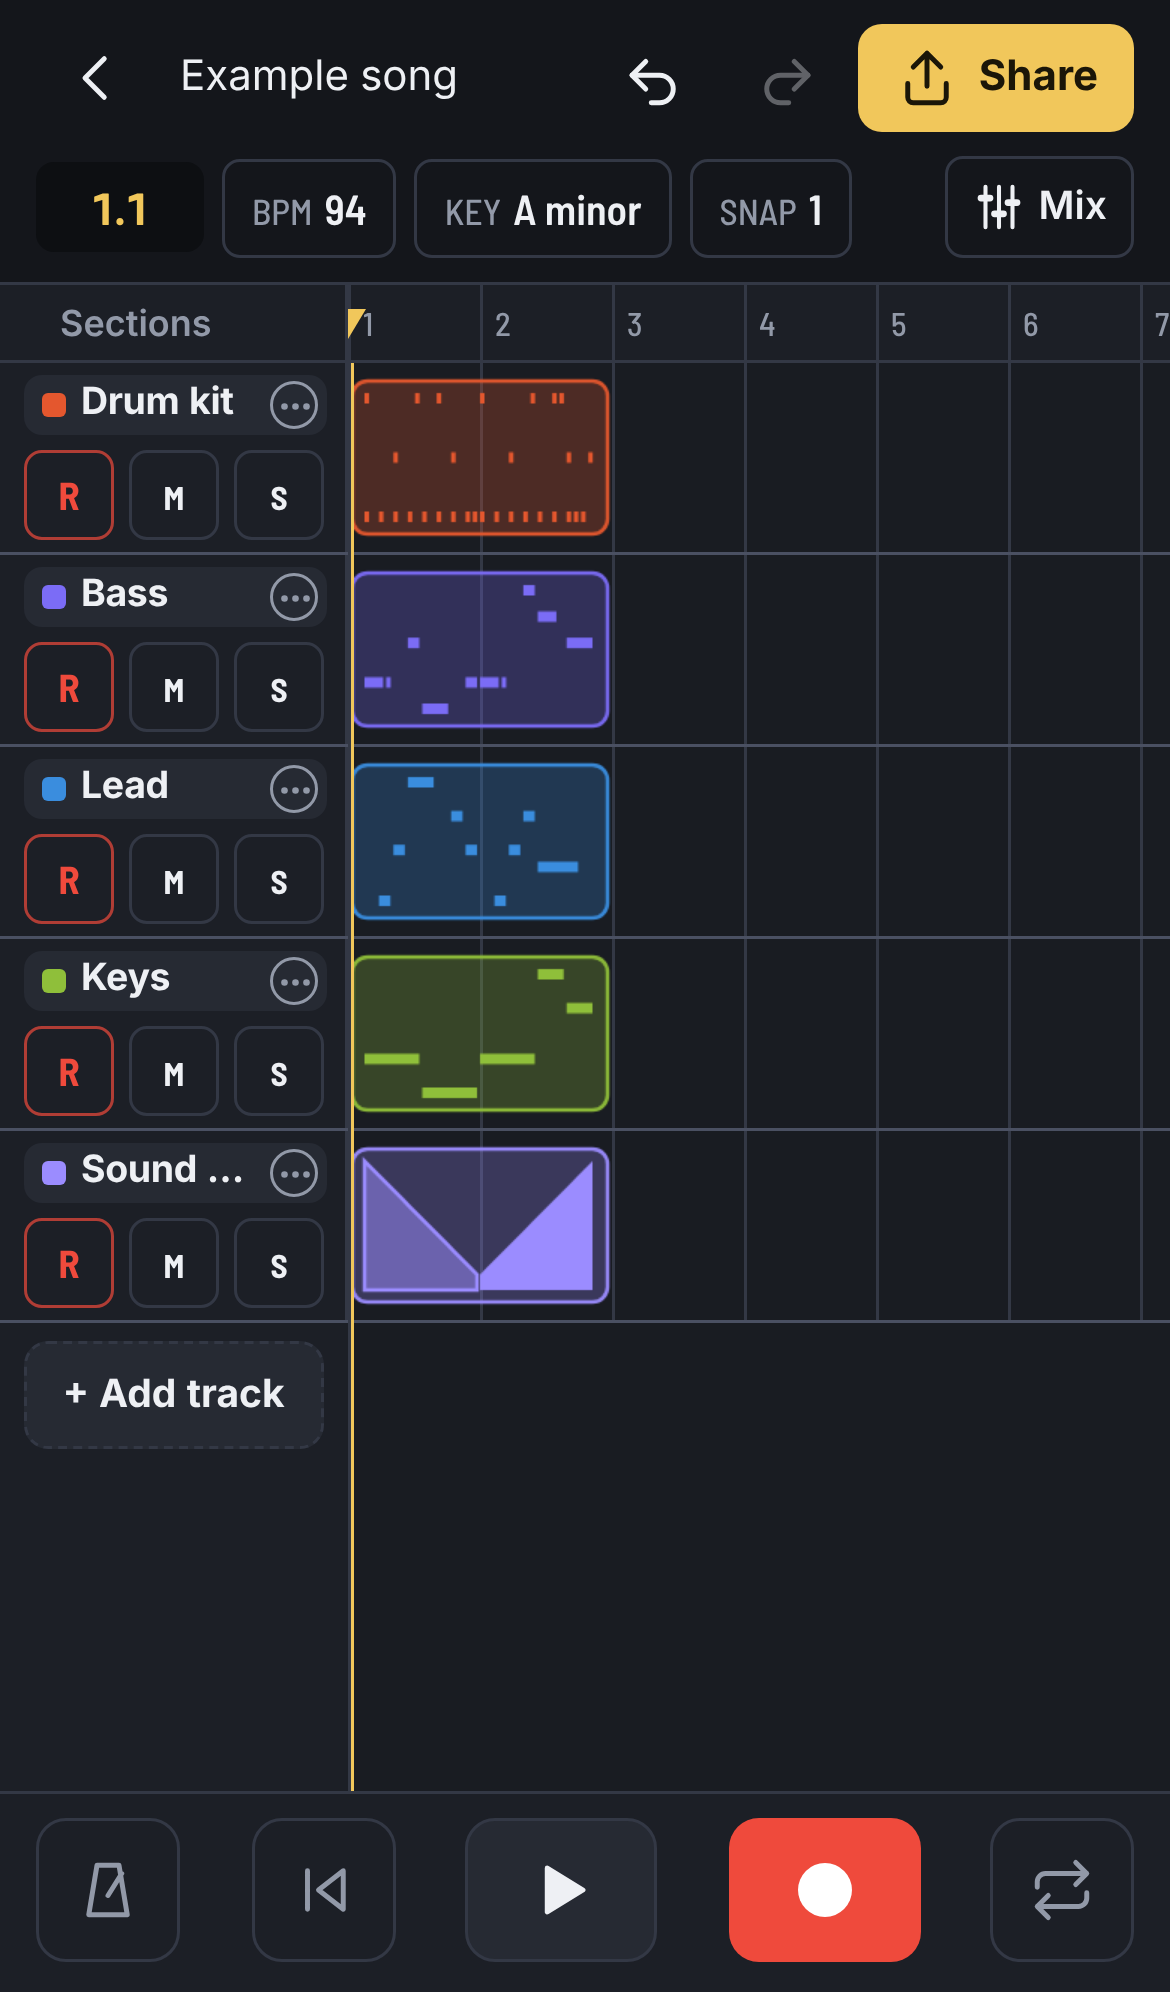 Example song
Share
1.1
BPM 94
KEY A minor
SNAP 1
Mix
Sections
1 2 3 4 5 6 7
Drum kit
R M S
Bass
R M S
Lead
R M S
Keys
R M S
Sound ...
R M S
+ Add track